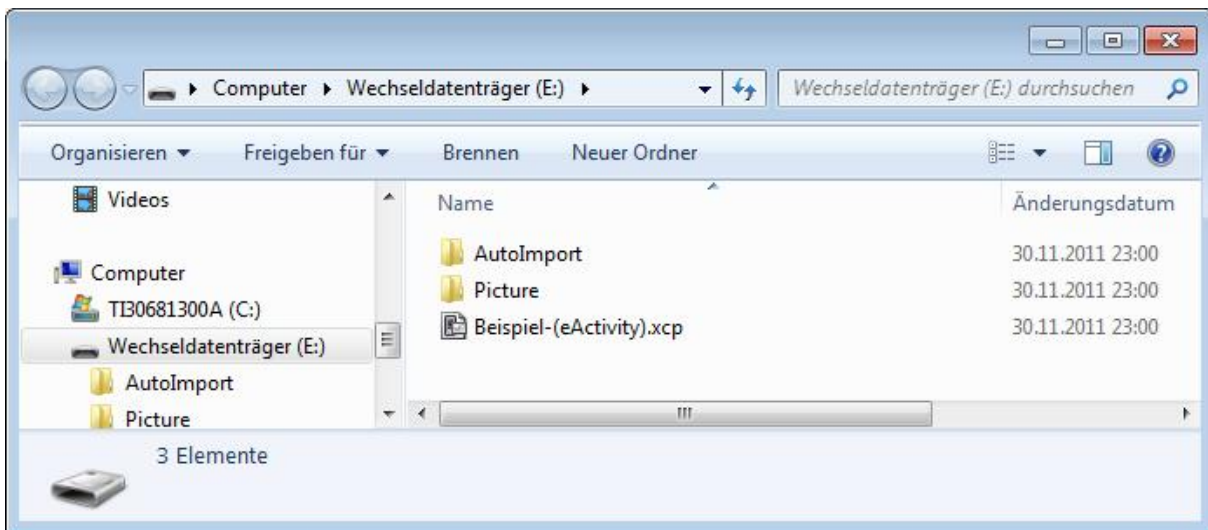 Computer Wechseldatenträger (E:)
Wechseldatenträger (E:) durchsuchen
Organisieren Freigeben für Brennen Neuer Ordner
Videos
Computer
TI30681300A (C:)
Wechseldatenträger (E:)
AutoImport
Picture
Name Änderungsdatum
AutoImport 30.11.2011 23:00
Picture 30.11.2011 23:00
Beispiel-(eActivity).xcp 30.11.2011 23:00
3 Elemente